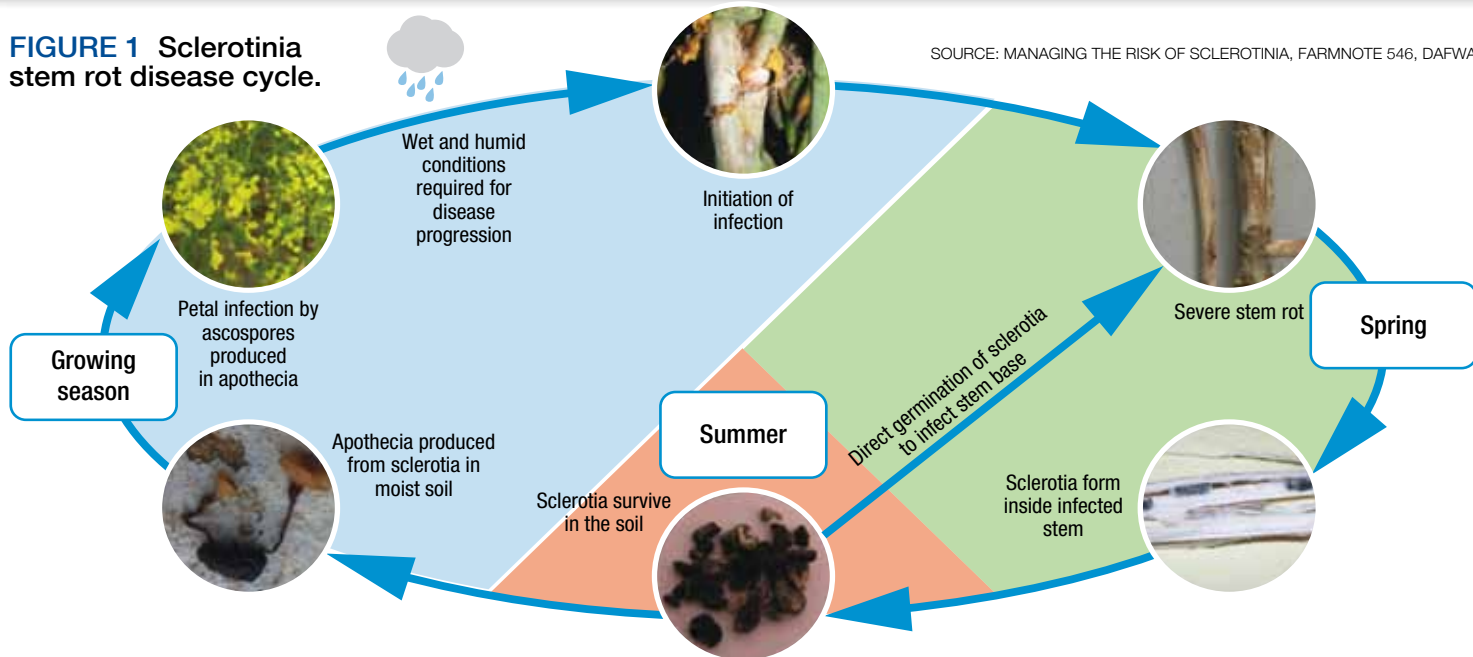 FIGURE 1 Sclerotinia
stem rot disease cycle.
SOURCE: MANAGING THE RISK OF SCLEROTINIA, FARMNOTE 546, DAFWA
Wet and humid
conditions
required for
disease
progression
Initiation of
infection
Petal infection by
ascospores
produced
in apothecia
Severe stem rot
Spring
Growing
season
Summer
Direct germination of sclerotia
to infect stem base
Apothecia produced
from sclerotia in
moist soil
Sclerotia survive
in the soil
Sclerotia form
inside infected
stem